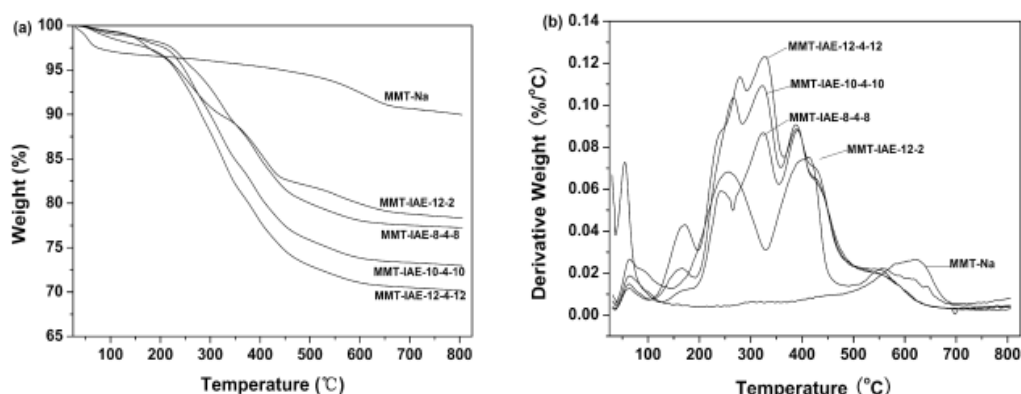 (a)
100
95
90
85
80
75
70
65
Weight (%)
100 200 300 400 500 600 700 800
Temperature (℃)
MMT-Na
MMT-IAE-12-2
MMT-IAE-8-4-8
MMT-IAE-10-4-10
MMT-IAE-12-4-12
(b)
0.14
0.12
0.10
0.08
0.06
0.04
0.02
0.00
Derivative Weight (%/°C)
100 200 300 400 500 600 700 800
Temperature (°C)
MMT-IAE-12-4-12
MMT-IAE-10-4-10
MMT-IAE-8-4-8
MMT-IAE-12-2
MMT-Na